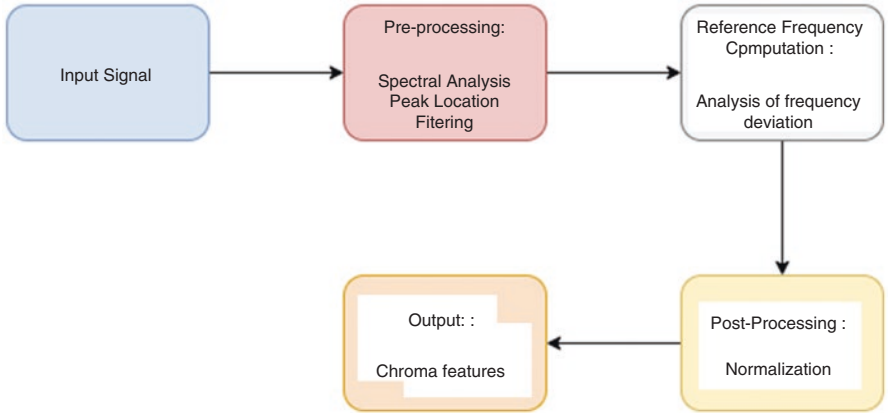 Input Signal
Pre-processing:
Spectral Analysis
Peak Location
Fitering
Reference Frequency
Cpmputation :
Analysis of frequency
deviation
Post-Processing :
Normalization
Output: :
Chroma features